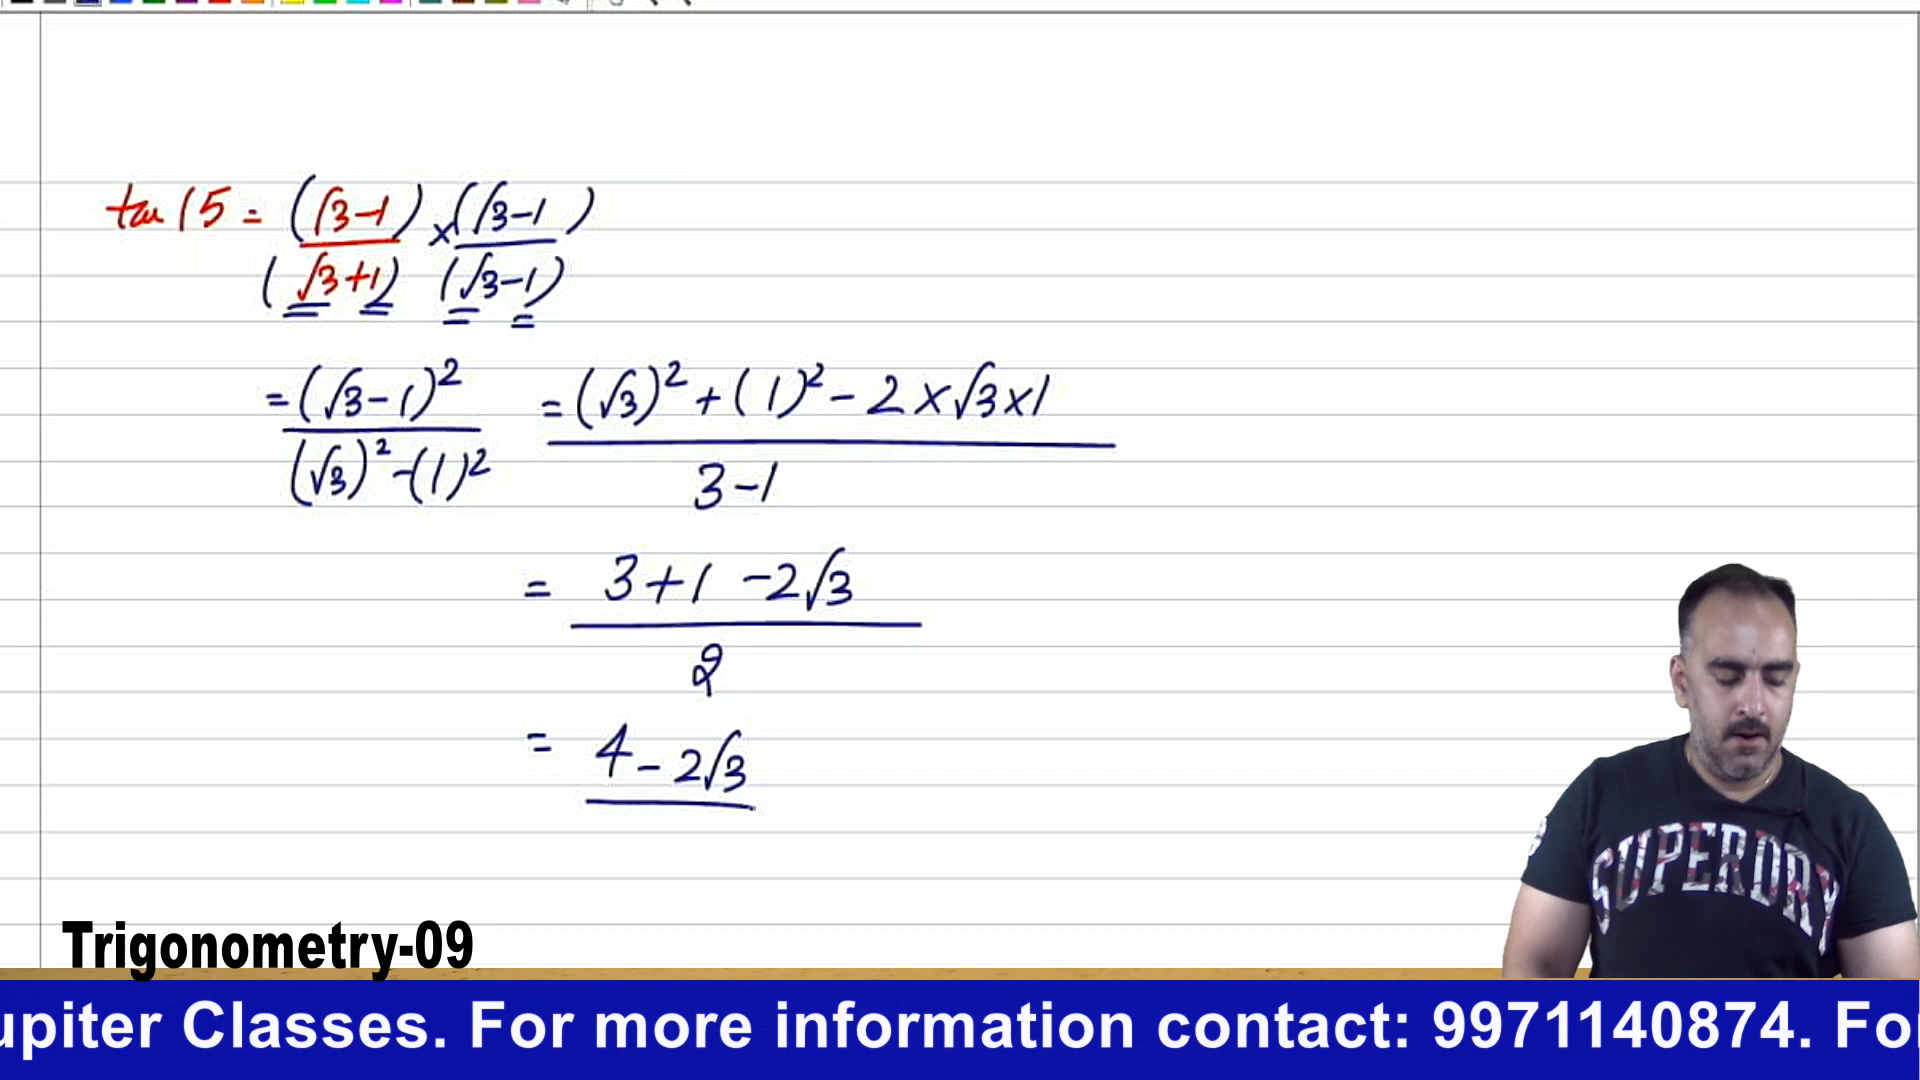 tan 15 = (√3-1) × (√3-1)
(√3+1) (√3-1)
= (√3-1)² = (√3)² + (1)² - 2 × √3 × 1
(√3)² - (1)² 3-1
= 3+1 -2√3
2
= 4 - 2√3
SUPERDRY
Trigonometry-09
upiter Classes. For more information contact: 9971140874. Fo